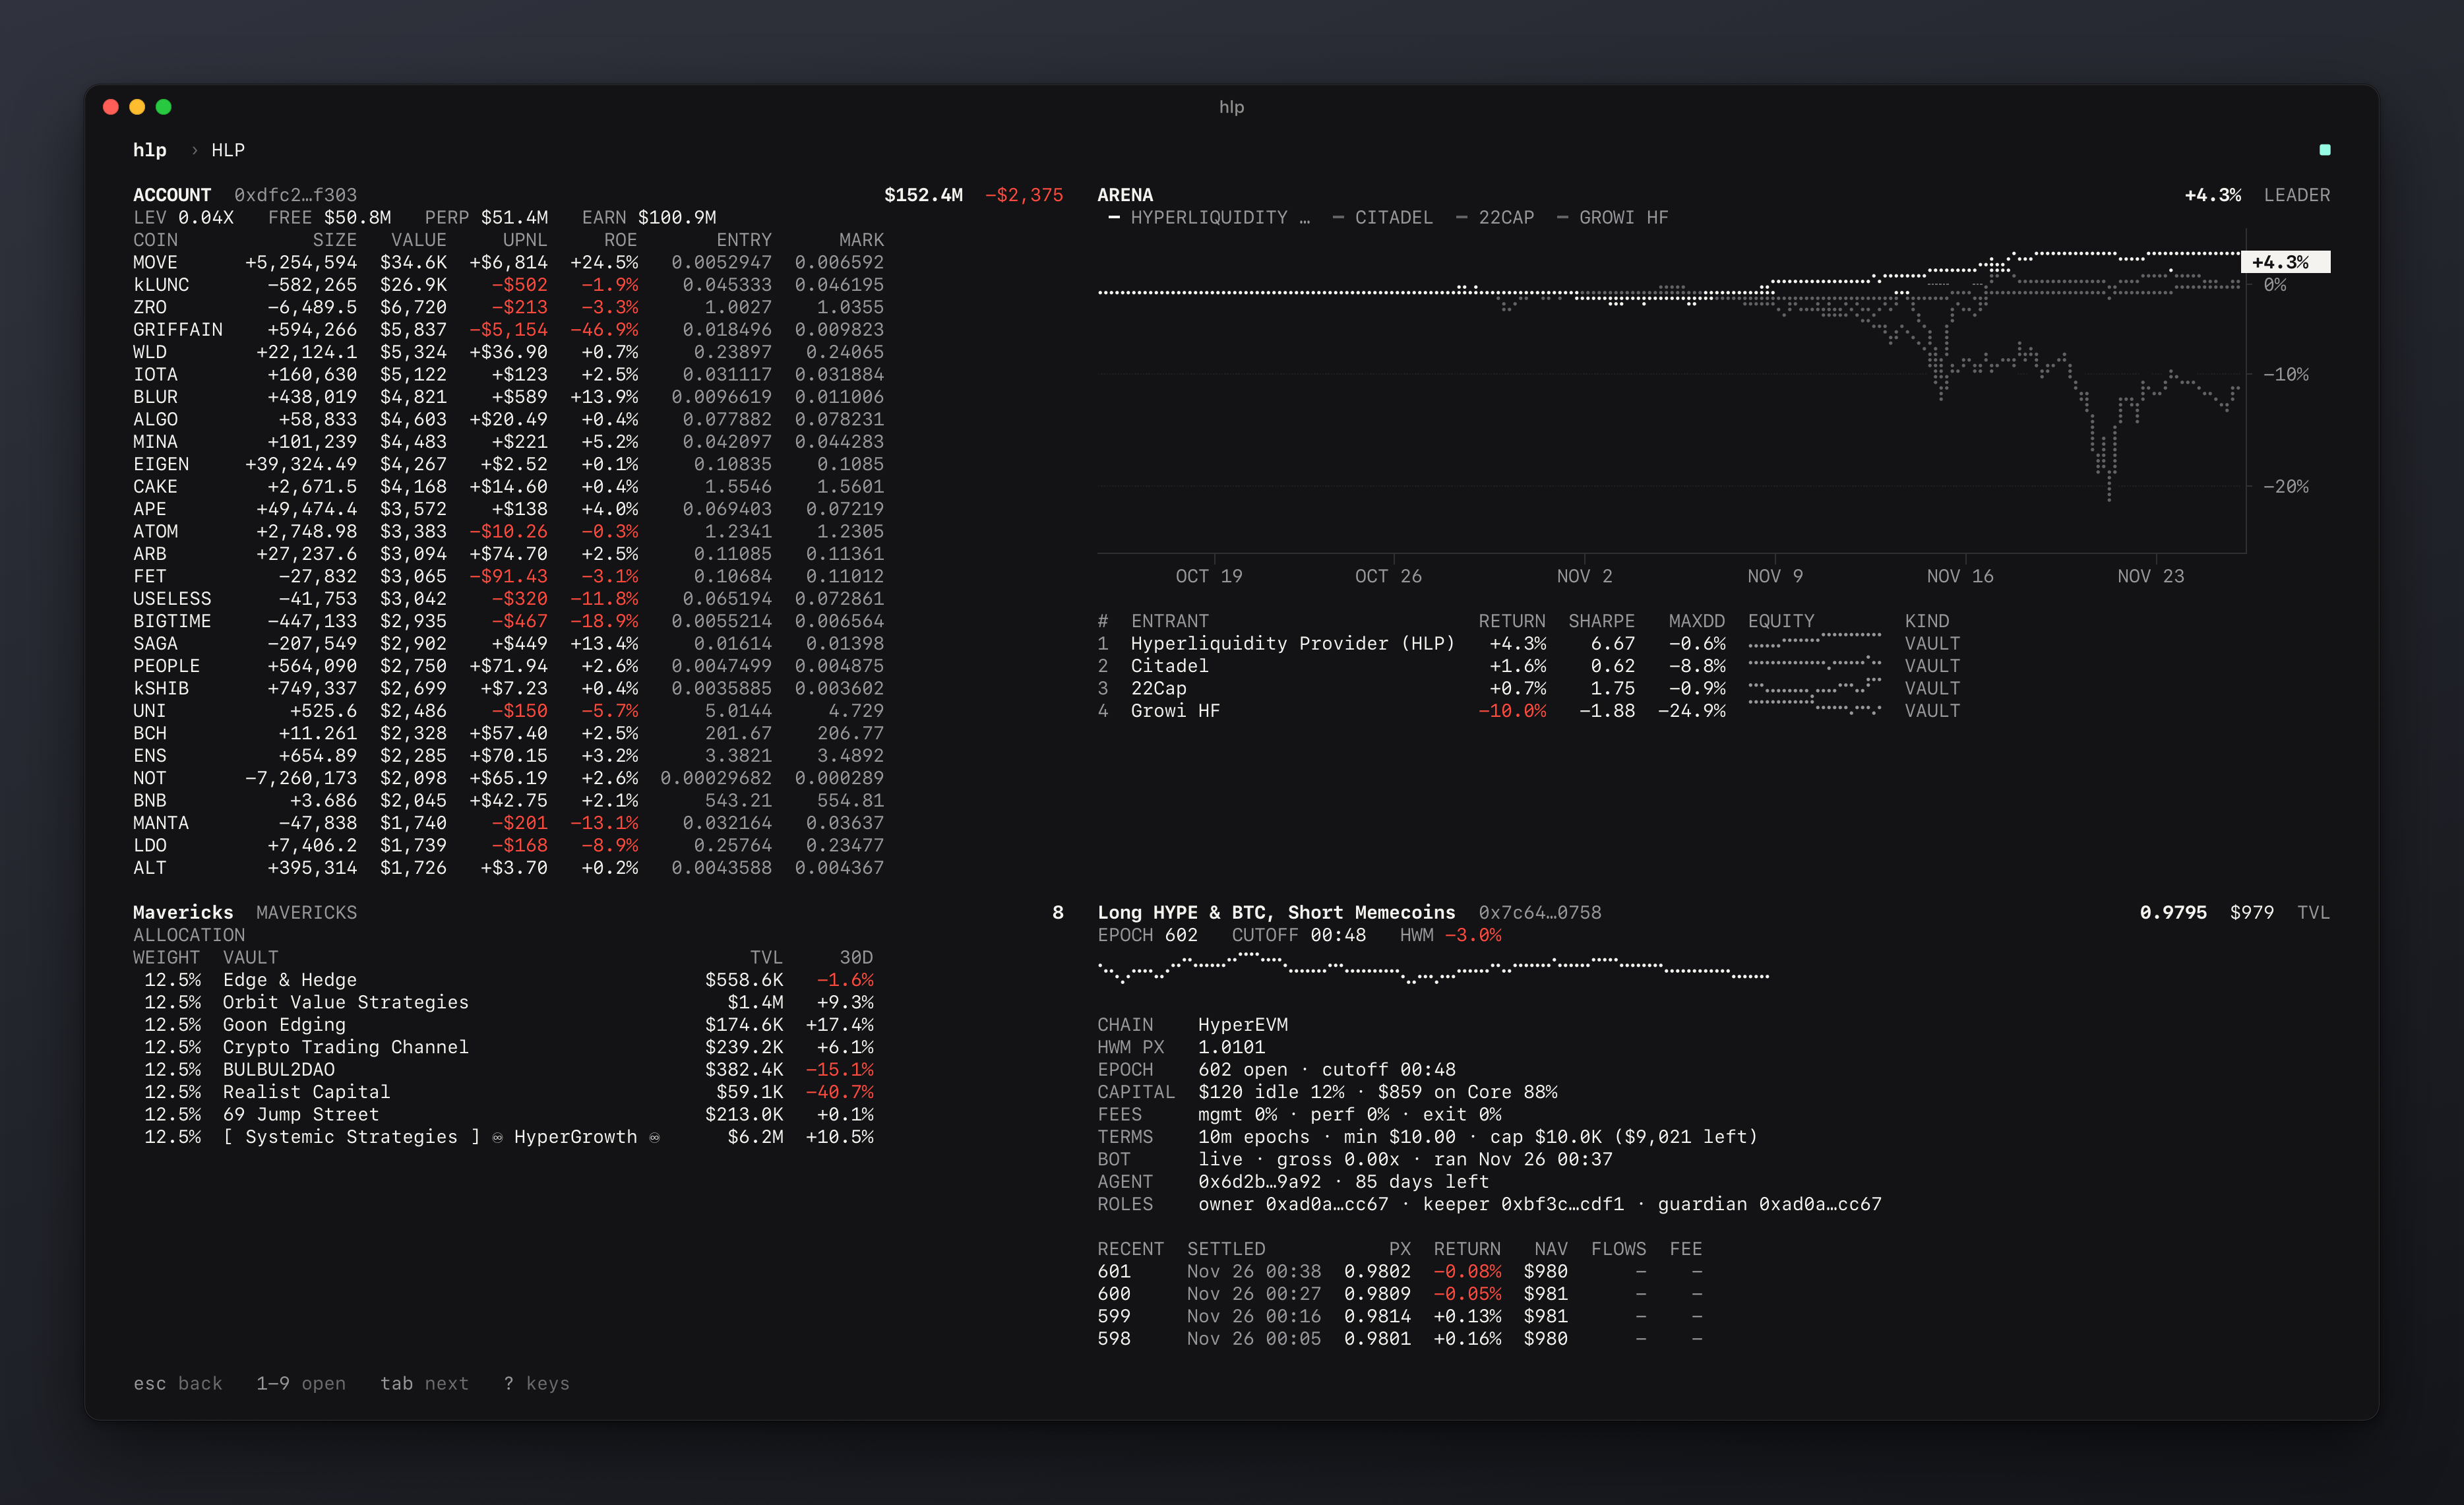 hlp
hlp › HLP
ACCOUNT 0xdfc2…f303 $152.4M −$2,375
LEV 0.04X FREE $50.8M PERP $51.4M EARN $100.9M
COIN SIZE VALUE UPNL ROE ENTRY MARK
MOVE +5,254,594 $34.6K +$6,814 +24.5% 0.0052947 0.006592
kLUNC −582,265 $26.9K −$502 −1.9% 0.045333 0.046195
ZRO −6,489.5 $6,720 −$213 −3.3% 1.0027 1.0355
GRIFFAIN +594,266 $5,837 −$5,154 −46.9% 0.018496 0.009823
WLD +22,124.1 $5,324 +$36.90 +0.7% 0.23897 0.24065
IOTA +160,630 $5,122 +$123 +2.5% 0.031117 0.031884
BLUR +438,019 $4,821 +$589 +13.9% 0.0096619 0.011006
ALGO +58,833 $4,603 +$20.49 +0.4% 0.077882 0.078231
MINA +101,239 $4,483 +$221 +5.2% 0.042097 0.044283
EIGEN +39,324.49 $4,267 +$2.52 +0.1% 0.10835 0.1085
CAKE +2,671.5 $4,168 +$14.60 +0.4% 1.5546 1.5601
APE +49,474.4 $3,572 +$138 +4.0% 0.069403 0.07219
ATOM +2,748.98 $3,383 −$10.26 −0.3% 1.2341 1.2305
ARB +27,237.6 $3,094 +$74.70 +2.5% 0.11085 0.11361
FET −27,832 $3,065 −$91.43 −3.1% 0.10684 0.11012
USELESS −41,753 $3,042 −$320 −11.8% 0.065194 0.072861
BIGTIME −447,133 $2,935 −$467 −18.9% 0.0055214 0.006564
SAGA −207,549 $2,902 +$449 +13.4% 0.01614 0.01398
PEOPLE +564,090 $2,750 +$71.94 +2.6% 0.0047499 0.004875
kSHIB +749,337 $2,699 +$7.23 +0.4% 0.0035885 0.003602
UNI +525.6 $2,486 −$150 −5.7% 5.0144 4.729
BCH +11.261 $2,328 +$57.40 +2.5% 201.67 206.77
ENS +654.89 $2,285 +$70.15 +3.2% 3.3821 3.4892
NOT −7,260,173 $2,098 +$65.19 +2.6% 0.00029682 0.000289
BNB +3.686 $2,045 +$42.75 +2.1% 543.21 554.81
MANTA −47,838 $1,740 −$201 −13.1% 0.032164 0.03637
LDO +7,406.2 $1,739 −$168 −8.9% 0.25764 0.23477
ALT +395,314 $1,726 +$3.70 +0.2% 0.0043588 0.004367
ARENA +4.3% LEADER
HYPERLIQUIDITY … CITADEL 22CAP GROWI HF
+4.3%
0%
−10%
−20%
OCT 19 OCT 26 NOV 2 NOV 9 NOV 16 NOV 23
# ENTRANT RETURN SHARPE MAXDD EQUITY KIND
1 Hyperliquidity Provider (HLP) +4.3% 6.67 −0.6% VAULT
2 Citadel +1.6% 0.62 −8.8% VAULT
3 22Cap +0.7% 1.75 −0.9% VAULT
4 Growi HF −10.0% −1.88 −24.9% VAULT
Mavericks MAVERICKS 8
ALLOCATION
WEIGHT VAULT TVL 30D
12.5% Edge & Hedge $558.6K −1.6%
12.5% Orbit Value Strategies $1.4M +9.3%
12.5% Goon Edging $174.6K +17.4%
12.5% Crypto Trading Channel $239.2K +6.1%
12.5% BULBUL2DAO $382.4K −15.1%
12.5% Realist Capital $59.1K −40.7%
12.5% 69 Jump Street $213.0K +0.1%
12.5% [ Systemic Strategies ] ♾ HyperGrowth ♾ $6.2M +10.5%
Long HYPE & BTC, Short Memecoins 0x7c64…0758 0.9795 $979 TVL
EPOCH 602 CUTOFF 00:48 HWM −3.0%
CHAIN HyperEVM
HWM PX 1.0101
EPOCH 602 open · cutoff 00:48
CAPITAL $120 idle 12% · $859 on Core 88%
FEES mgmt 0% · perf 0% · exit 0%
TERMS 10m epochs · min $10.00 · cap $10.0K ($9,021 left)
BOT live · gross 0.00x · ran Nov 26 00:37
AGENT 0x6d2b…9a92 · 85 days left
ROLES owner 0xad0a…cc67 · keeper 0xbf3c…cdf1 · guardian 0xad0a…cc67
RECENT SETTLED PX RETURN NAV FLOWS FEE
601 Nov 26 00:38 0.9802 −0.08% $980 — —
600 Nov 26 00:27 0.9809 −0.05% $981 — —
599 Nov 26 00:16 0.9814 +0.13% $981 — —
598 Nov 26 00:05 0.9801 +0.16% $980 — —
esc back 1–9 open tab next ? keys